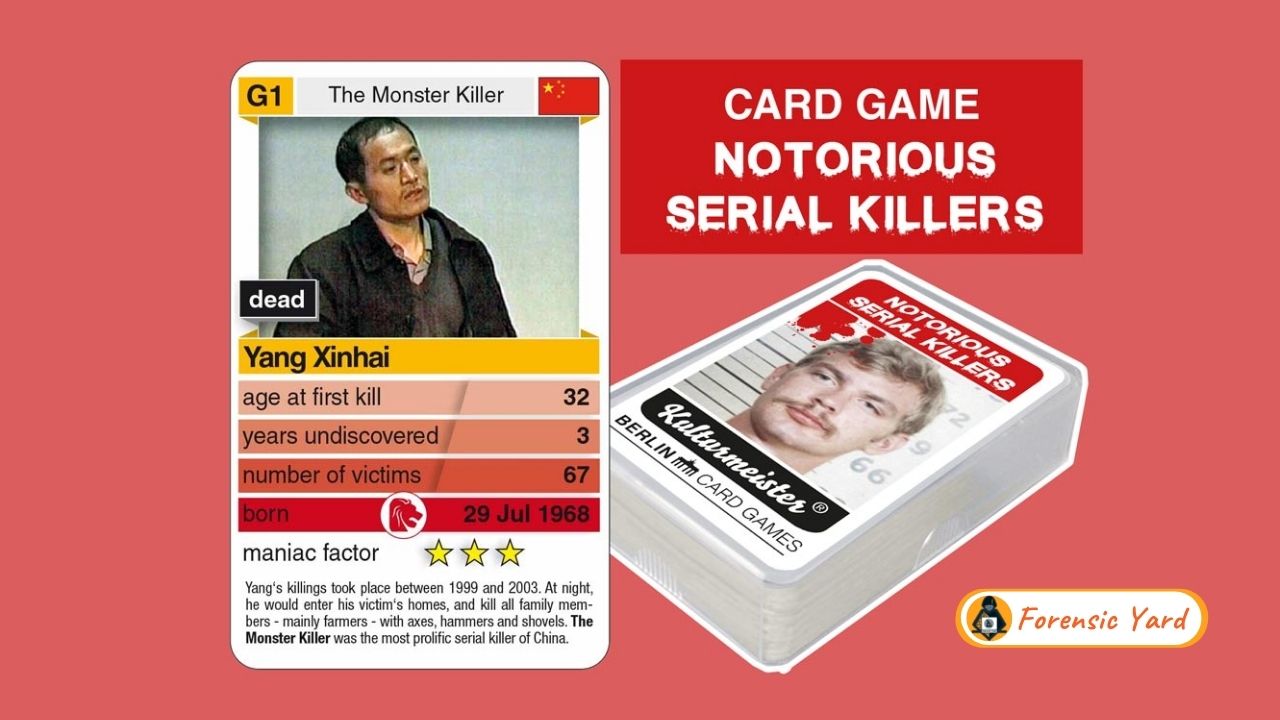 G1
The Monster Killer
dead
Yang Xinhai
age at first kill 32
years undiscovered 3
number of victims 67
born 29 Jul 1968
maniac factor
Yang‘s killings took place between 1999 and 2003. At night,
he would enter his victim‘s homes, and kill all family mem-
bers - mainly farmers - with axes, hammers and shovels. The
Monster Killer was the most prolific serial killer of China.
CARD GAME
NOTORIOUS
SERIAL KILLERS
NOTORIOUS
SERIAL KILLERS
72
9
66
Kulturmeister ®
BERLIN CARD GAMES
Forensic Yard